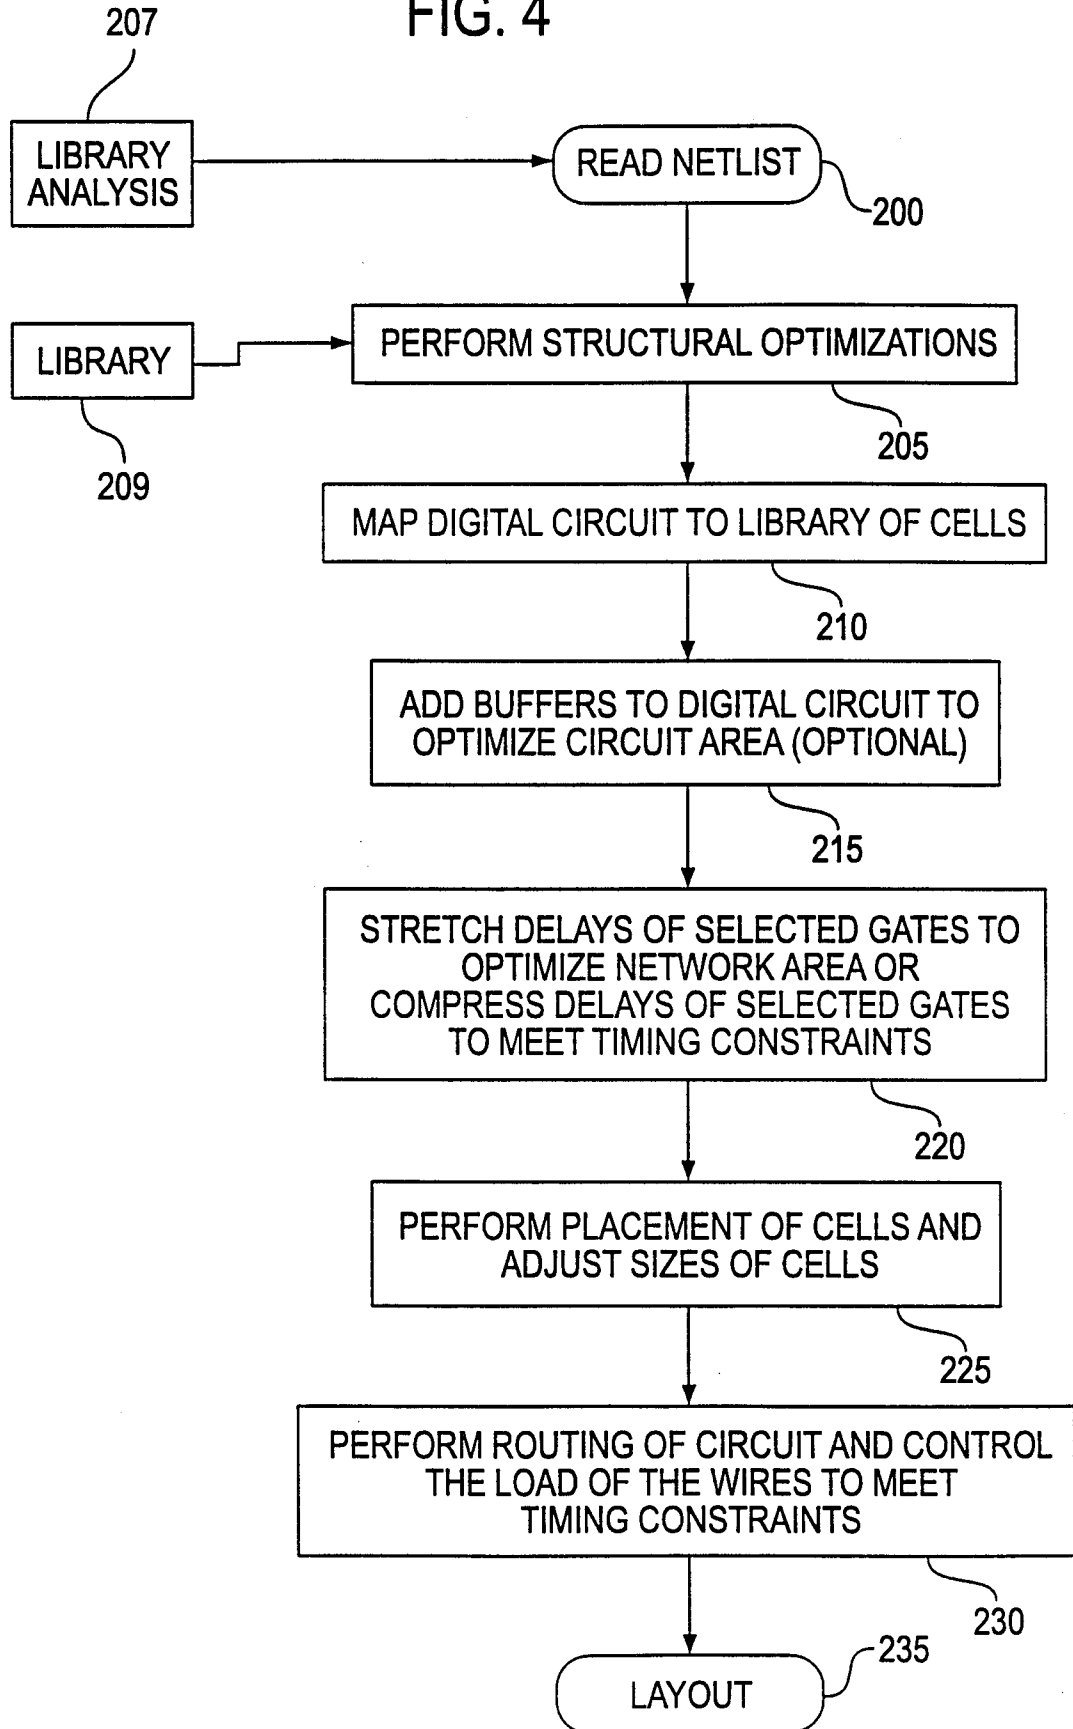 FIG. 4
207
LIBRARY
ANALYSIS
READ NETLIST
200
LIBRARY
209
PERFORM STRUCTURAL OPTIMIZATIONS
205
MAP DIGITAL CIRCUIT TO LIBRARY OF CELLS
210
ADD BUFFERS TO DIGITAL CIRCUIT TO
OPTIMIZE CIRCUIT AREA (OPTIONAL)
215
STRETCH DELAYS OF SELECTED GATES TO
OPTIMIZE NETWORK AREA OR
COMPRESS DELAYS OF SELECTED GATES
TO MEET TIMING CONSTRAINTS
220
PERFORM PLACEMENT OF CELLS AND
ADJUST SIZES OF CELLS
225
PERFORM ROUTING OF CIRCUIT AND CONTROL
THE LOAD OF THE WIRES TO MEET
TIMING CONSTRAINTS
230
235
LAYOUT